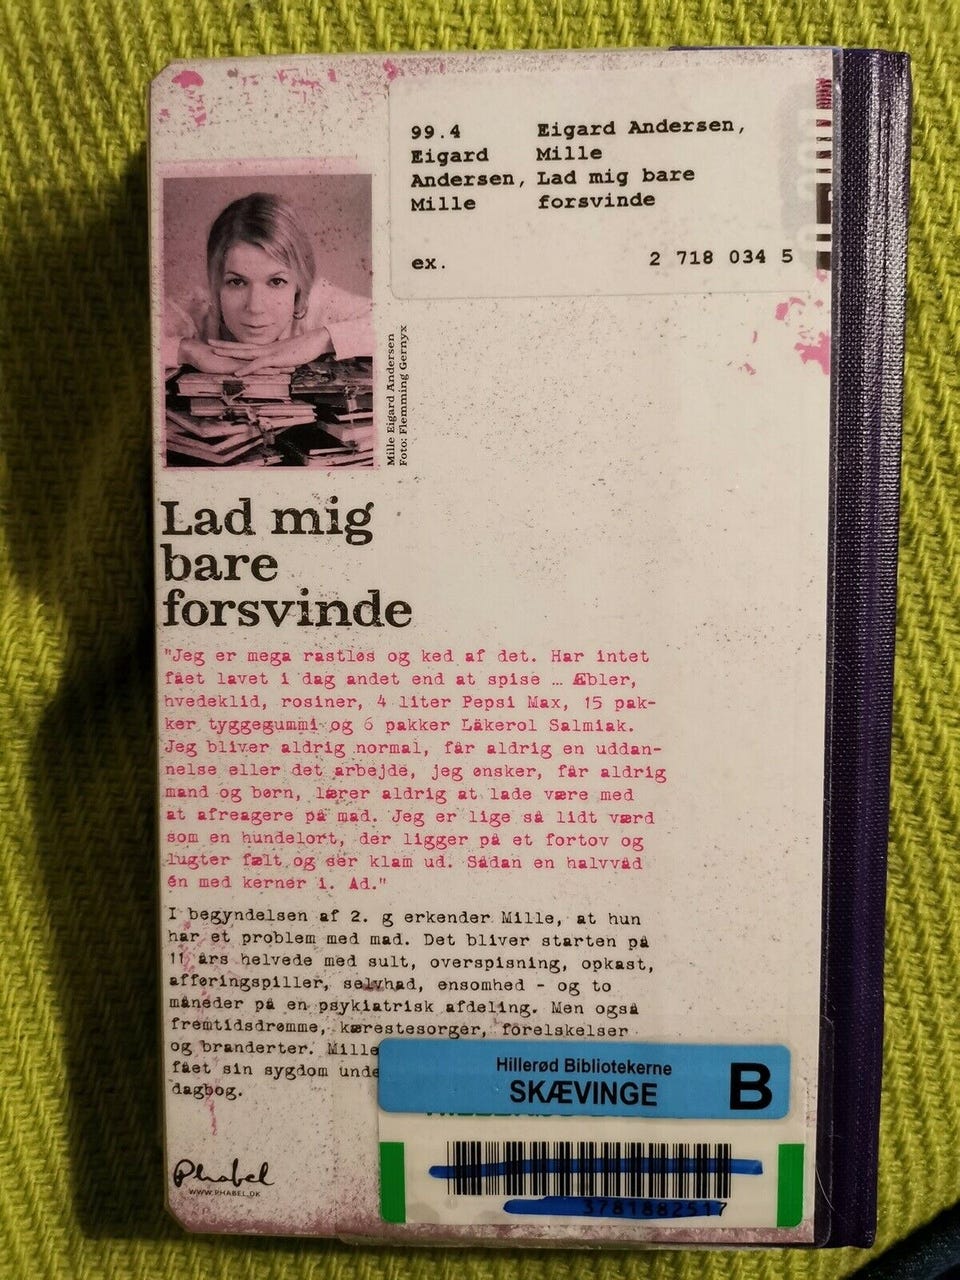 99.4 Eigard Andersen,
Eigard Mille
Andersen, Lad mig bare
Mille forsvinde
ex. 2 718 034 5
Mille Eigard Andersen
Foto: Flemming Gernyx
Lad mig
bare
forsvinde
"Jeg er mega rastløs og ked af det. Har intet
fået lavet i dag andet end at spise … Æbler,
hvedeklid, rosiner, 4 liter Pepsi Max, 15 pak-
ker tyggegummi og 6 pakker Läkerol Salmiak.
Jeg bliver aldrig normal, får aldrig en uddan-
nelse eller det arbejde, jeg ønsker, får aldrig
mand og børn, lærer aldrig at lade være med
at afreagere på mad. Jeg er lige så lidt værd
som en hundelort, der ligger på et fortov og
lugter fælt og ser klam ud. Sådan en halvvåd
én med kerner i. Ad."
I begyndelsen af 2. g erkender Mille, at hun
har et problem med mad. Det bliver starten på
11 års helvede med sult, overspisning, opkast,
afføringspiller, selvhad, ensomhed - og to
måneder på en psykiatrisk afdeling. Men også
fremtidsdrømme, kærestesorger, forelskelser
og branderter. Mille
fået sin sygdom unde
dagbog.
Hillerød Bibliotekerne
SKÆVINGE B
3781882517
Phabel
WWW.PHABEL.DK